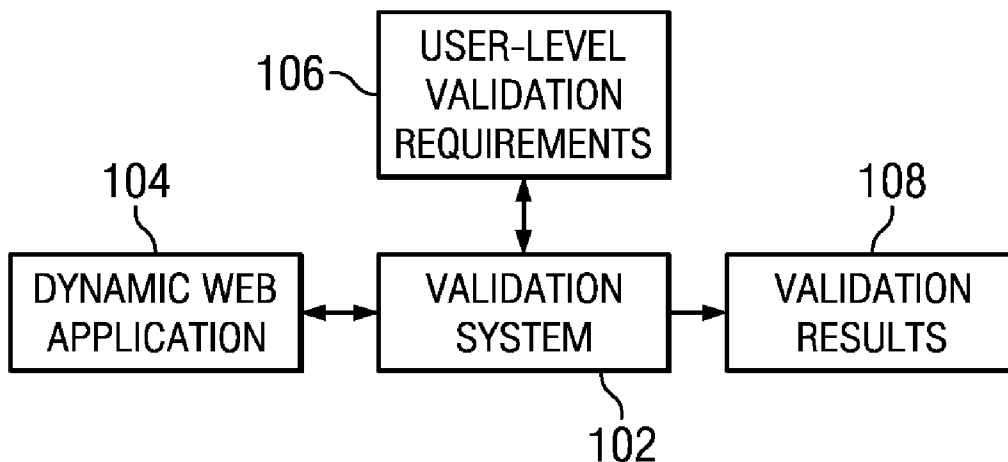 USER-LEVEL
VALIDATION
REQUIREMENTS
106
104
108
DYNAMIC WEB
APPLICATION
VALIDATION
SYSTEM
VALIDATION
RESULTS
102